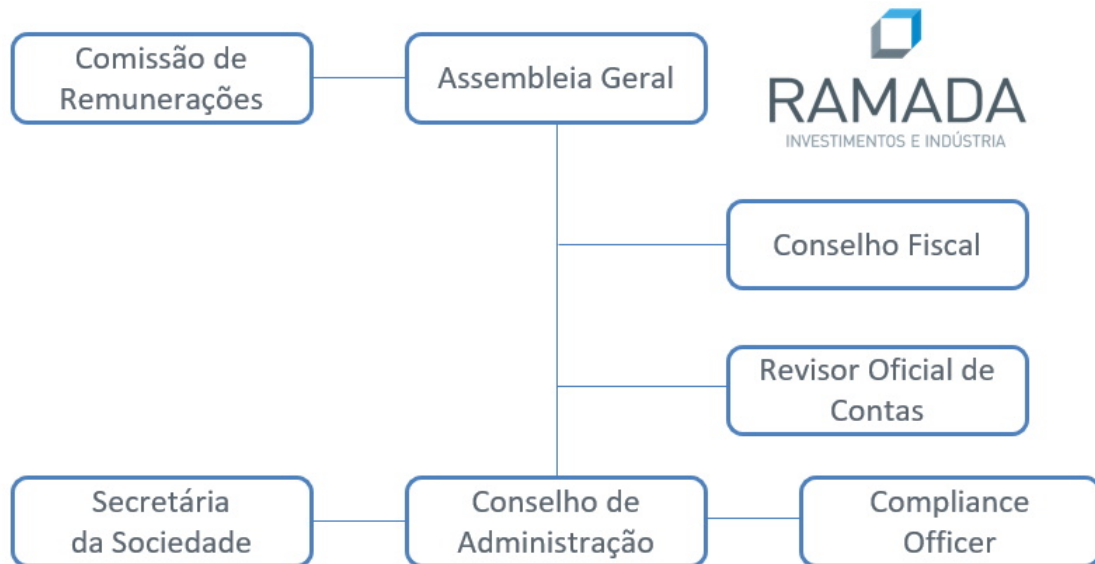 Comissão de
Remunerações
Assembleia Geral
RAMADA
INVESTIMENTOS E INDÚSTRIA
Conselho Fiscal
Revisor Oficial de
Contas
Secretária
da Sociedade
Conselho de
Administração
Compliance
Officer